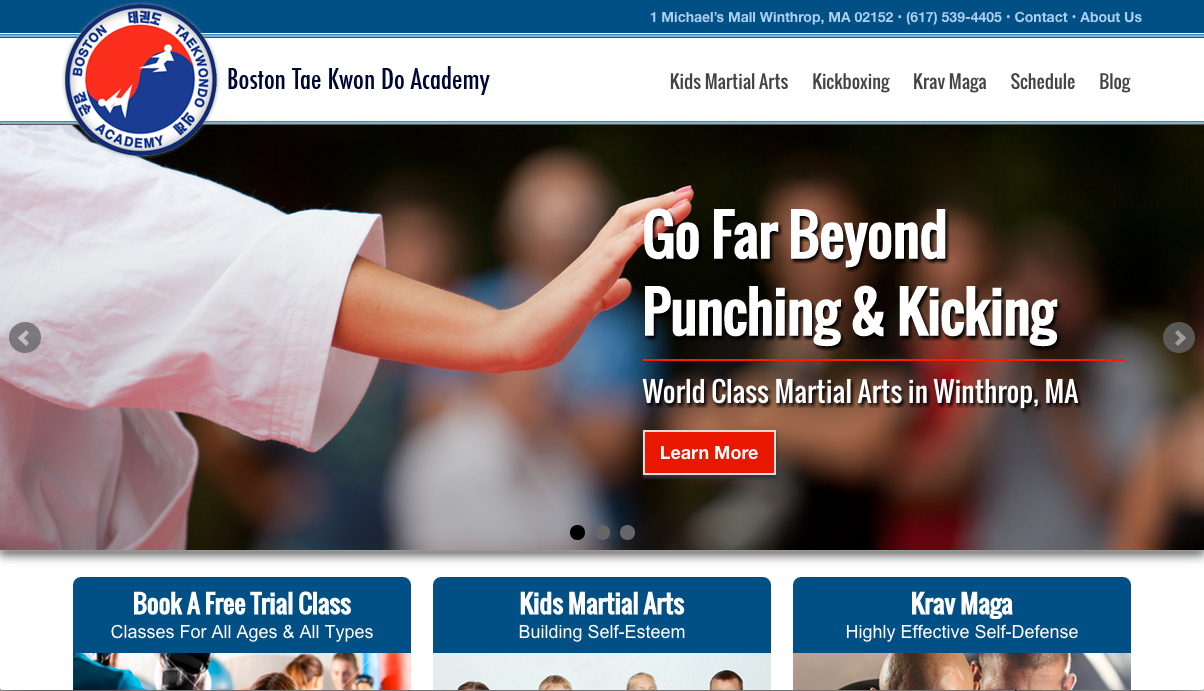 1 Michael's Mall Winthrop, MA 02152 • (617) 539-4405 • Contact • About Us
태권도
BOSTON TAEKWONDO
ACADEMY
Boston Tae Kwon Do Academy
Kids Martial Arts Kickboxing Krav Maga Schedule Blog
Go Far Beyond
Punching & Kicking
World Class Martial Arts in Winthrop, MA
Learn More
Book A Free Trial Class
Classes For All Ages & All Types
Kids Martial Arts
Building Self-Esteem
Krav Maga
Highly Effective Self-Defense